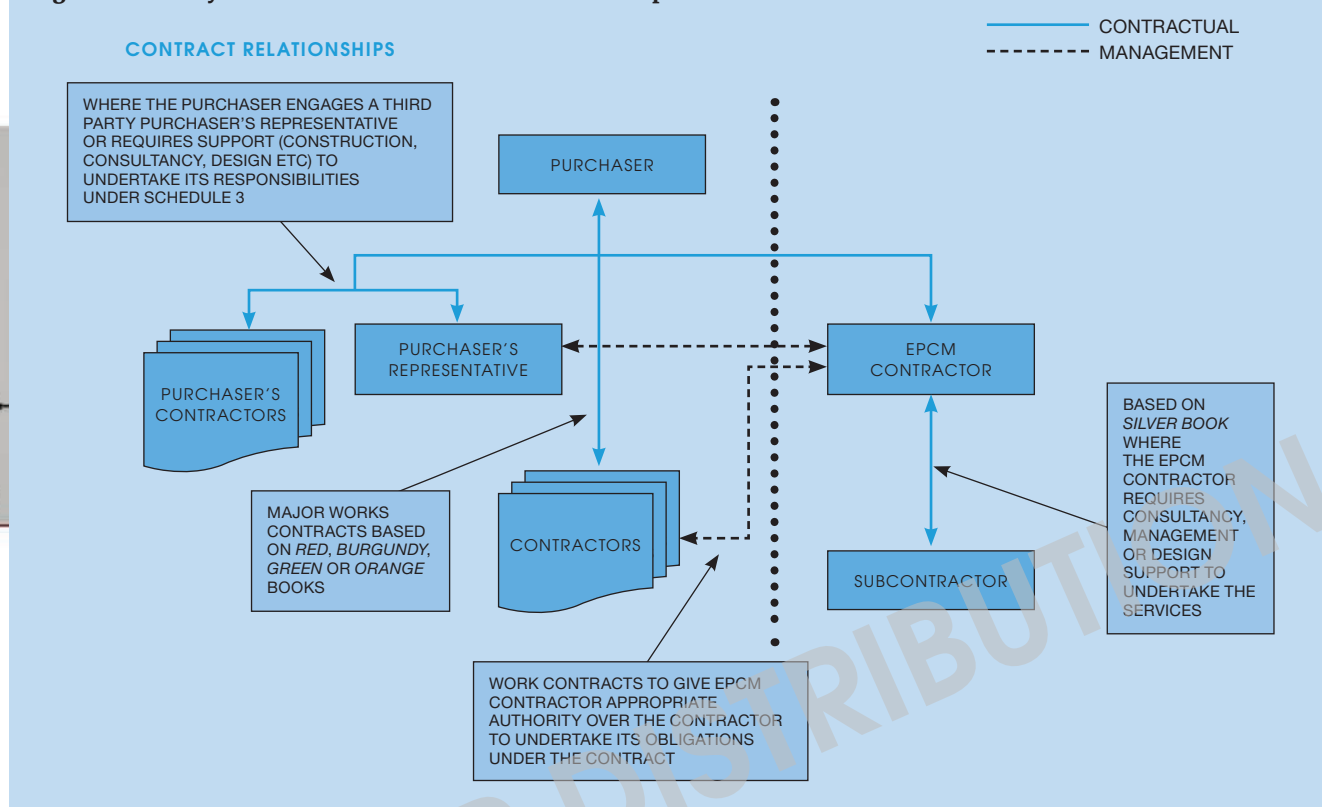 CONTRACT RELATIONSHIPS
CONTRACTUAL
MANAGEMENT
WHERE THE PURCHASER ENGAGES A THIRD
PARTY PURCHASER'S REPRESENTATIVE
OR REQUIRES SUPPORT (CONSTRUCTION,
CONSULTANCY, DESIGN ETC) TO
UNDERTAKE ITS RESPONSIBILITIES
UNDER SCHEDULE 3
PURCHASER
PURCHASER'S
CONTRACTORS
PURCHASER'S
REPRESENTATIVE
EPCM
CONTRACTOR
MAJOR WORKS
CONTRACTS BASED
ON RED, BURGUNDY,
GREEN OR ORANGE
BOOKS
CONTRACTORS
SUBCONTRACTOR
BASED ON
SILVER BOOK
WHERE
THE EPCM
CONTRACTOR
REQUIRES
CONSULTANCY,
MANAGEMENT
OR DESIGN
SUPPORT TO
UNDERTAKE THE
SERVICES
WORK CONTRACTS TO GIVE EPCM
CONTRACTOR APPROPRIATE
AUTHORITY OVER THE CONTRACTOR
TO UNDERTAKE ITS OBLIGATIONS
UNDER THE CONTRACT
DISTRIBUTION